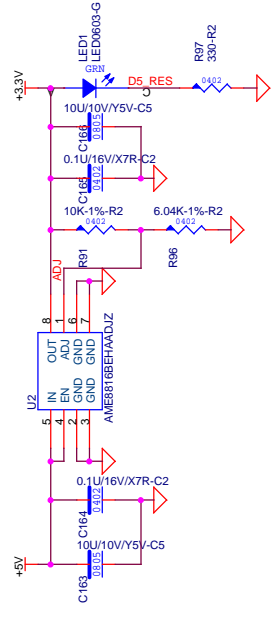 +3.3V
LED1
LED0603-G
GRN
D5_RES
R97
330-R2
0402
10U/10V/Y5V-C5
C166
0805
0.1U/16V/X7R-C2
C165
0402
10K-1%-R2
0402
R91
6.04K-1%-R2
0402
R96
ADJ
8
1
6
7
U2
OUT
ADJ
GND
GND
IN
EN
GND
GND
AME8816BEHAADJZ
5
4
2
3
0.1U/16V/X7R-C2
C164
0402
10U/10V/Y5V-C5
C163
0805
+5V